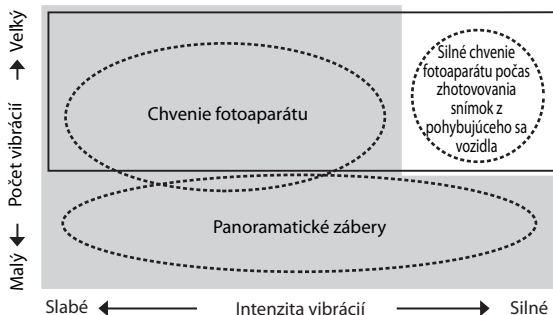 Malý ← Počet vibrácií → Veľký
Chvenie fotoaparátu
Silné chvenie
fotoaparátu počas
zhotovovania
snímok z
pohybujúceho sa
vozidla
Panoramatické zábery
Slabé ← Intenzita vibrácií → Silné